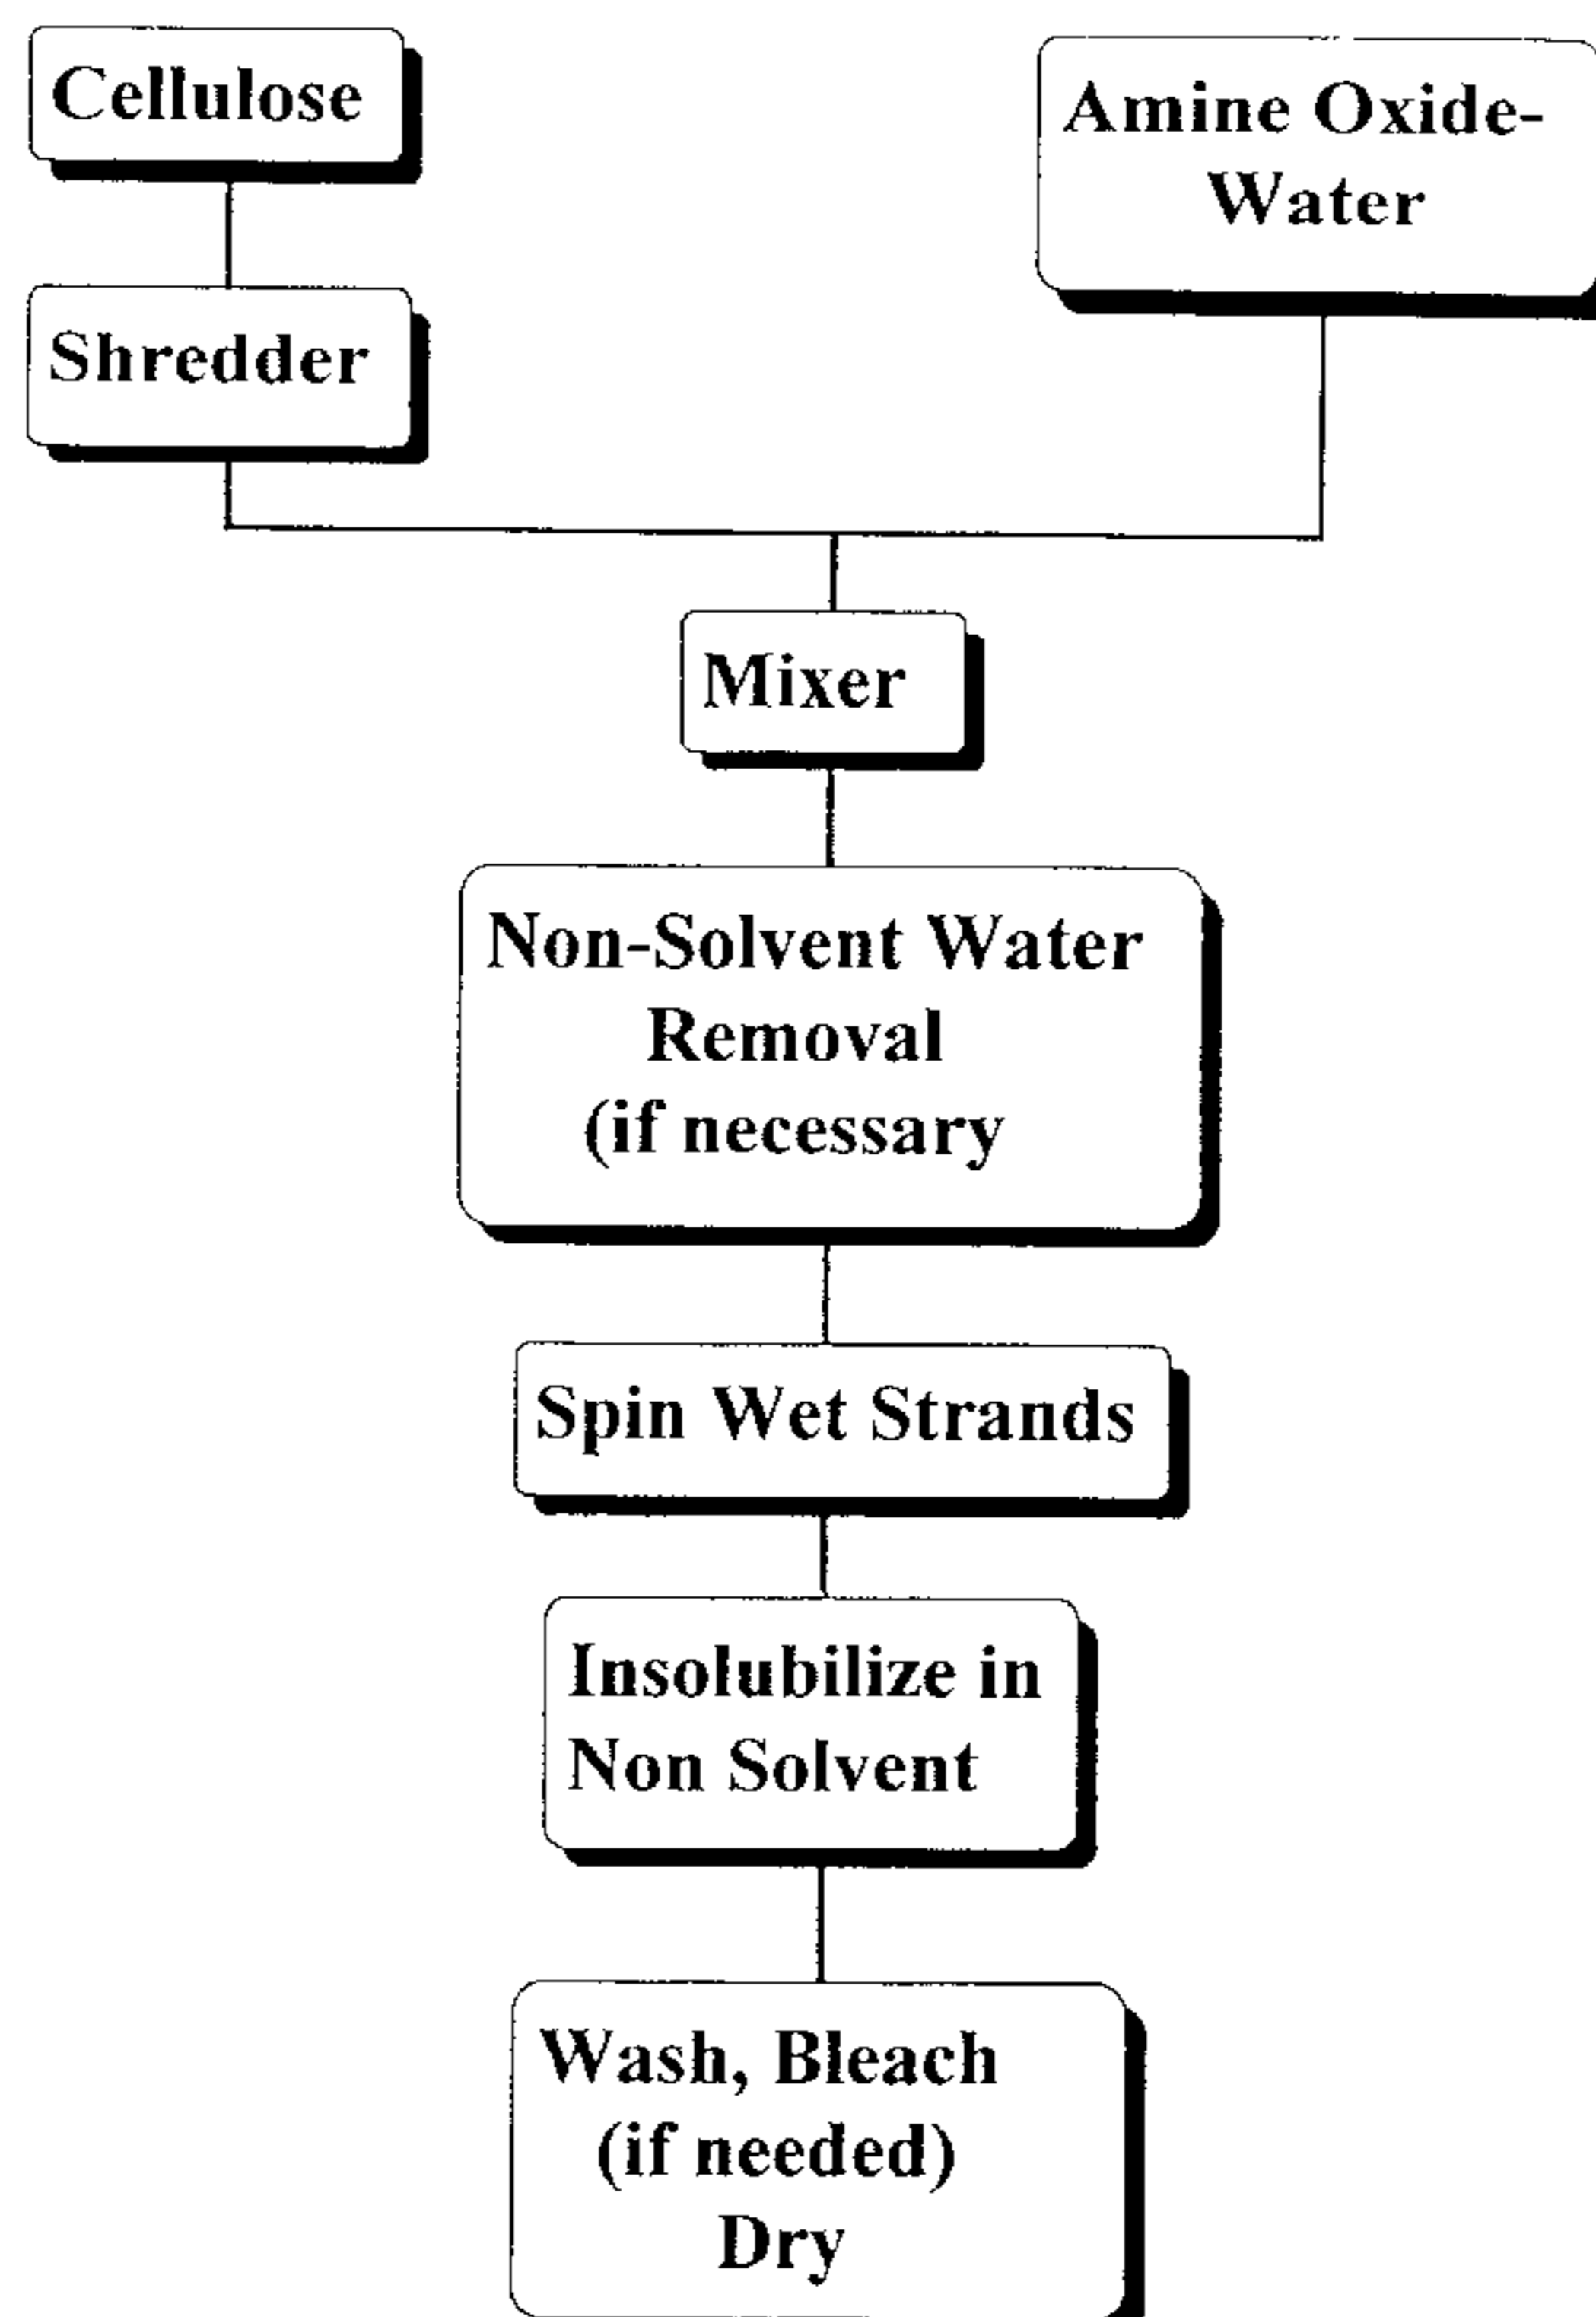 Cellulose
Amine Oxide-
Water
Shredder
Mixer
Non-Solvent Water
Removal
(if necessary
Spin Wet Strands
Insolubilize in
Non Solvent
Wash, Bleach
(if needed)
Dry